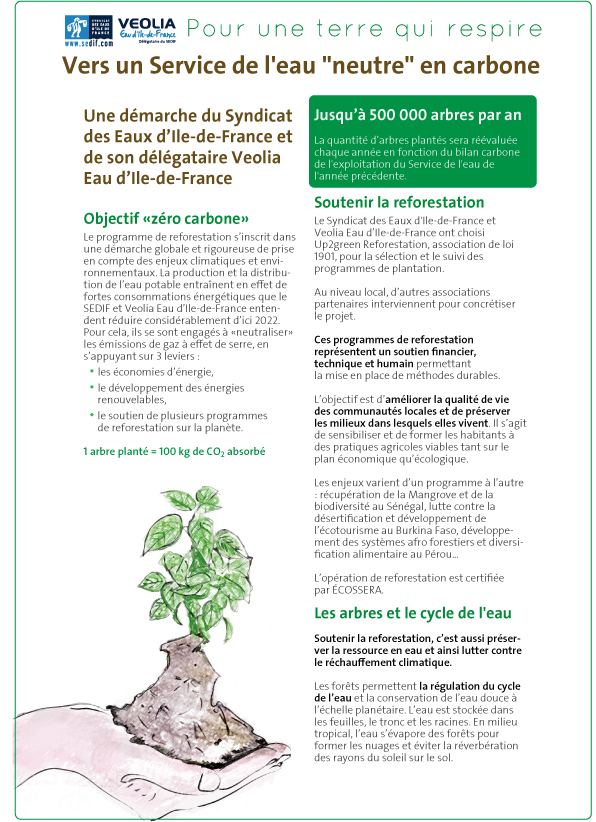 SYNDICAT
DES EAUX
D'ILE-DE
FRANCE
www.sedif.com
VEOLIA
Eau d'Ile-de-France
Délégataire du SEDIF
Pour une terre qui respire
Vers un Service de l'eau "neutre" en carbone
Une démarche du Syndicat
des Eaux d'Ile-de-France et
de son délégataire Veolia
Eau d'Ile-de-France
Objectif «zéro carbone»
Le programme de reforestation s'inscrit dans
une démarche globale et rigoureuse de prise
en compte des enjeux climatiques et envi-
ronnementaux. La production et la distribu-
tion de l'eau potable entraînent en effet de
fortes consommations énergétiques que le
SEDIF et Veolia Eau d'Ile-de-France enten-
dent réduire considérablement d'ici 2022.
Pour cela, ils se sont engagés à «neutraliser»
les émissions de gaz à effet de serre, en
s'appuyant sur 3 leviers :
• les économies d'énergie,
• le développement des énergies
renouvelables,
• le soutien de plusieurs programmes
de reforestation sur la planète.
1 arbre planté = 100 kg de CO₂ absorbé
Jusqu'à 500 000 arbres par an
La quantité d'arbres plantés sera réévaluée
chaque année en fonction du bilan carbone
de l'exploitation du Service de l'eau de
l'année précédente.
Soutenir la reforestation
Le Syndicat des Eaux d'Ile-de-France et
Veolia Eau d'Ile-de-France ont choisi
Up2green Reforestation, association de loi
1901, pour la sélection et le suivi des
programmes de plantation.
Au niveau local, d'autres associations
partenaires interviennent pour concrétiser
le projet.
Ces programmes de reforestation
représentent un soutien financier,
technique et humain permettant
la mise en place de méthodes durables.
L'objectif est d'améliorer la qualité de vie
des communautés locales et de préserver
les milieux dans lesquels elles vivent. Il s'agit
de sensibiliser et de former les habitants à
des pratiques agricoles viables tant sur le
plan économique qu'écologique.
Les enjeux varient d'un programme à l'autre
: récupération de la Mangrove et de la
biodiversité au Sénégal, lutte contre la
désertification et développement de
l'écotourisme au Burkina Faso, développe-
ment des systèmes afro forestiers et diversi-
fication alimentaire au Pérou...
L'opération de reforestation est certifiée
par ÉCOSSERA.
Les arbres et le cycle de l'eau
Soutenir la reforestation, c'est aussi préser-
ver la ressource en eau et ainsi lutter contre
le réchauffement climatique.
Les forêts permettent la régulation du cycle
de l'eau et la conservation de l'eau douce à
l'échelle planétaire. L'eau est stockée dans
les feuilles, le tronc et les racines. En milieu
tropical, l'eau s'évapore des forêts pour
former les nuages et éviter la réverbération
des rayons du soleil sur le sol.